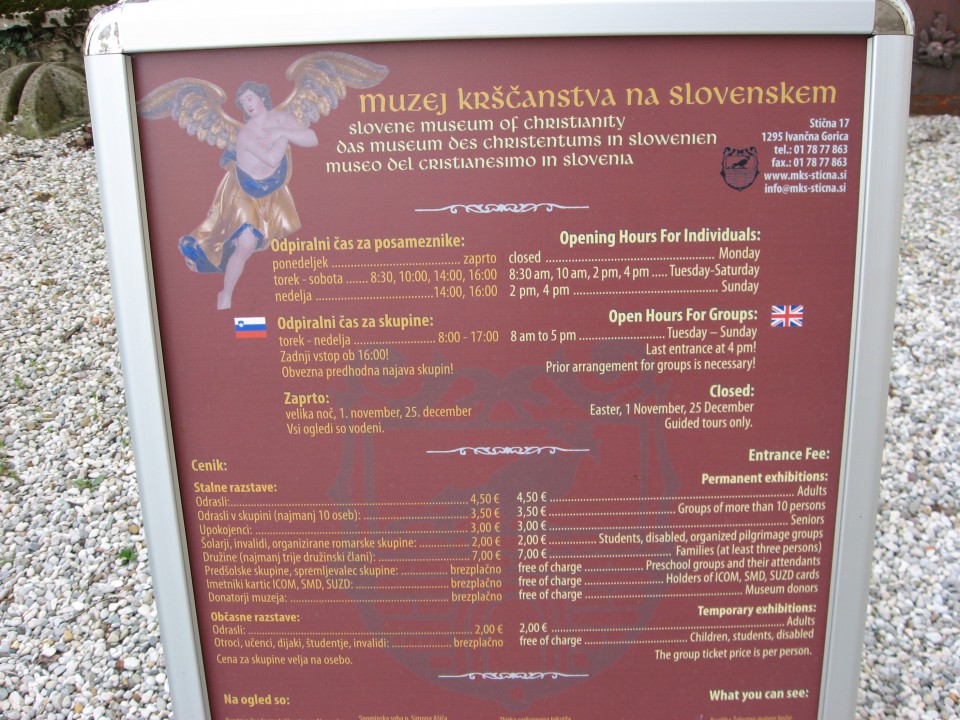 muzej krščanstva na slovenskem
slovene museum of christianity
das museum des christentums in slowenien
museo del cristianesimo in slovenia
Stična 17
1295 Ivančna Gorica
tel.: 01 78 77 863
fax.: 01 78 77 863
www.mks-sticna.si
info@mks-sticna.si
Odpiralni čas za posameznike:
ponedeljek .......... zaprto
torek - sobota ....... 8:30, 10:00, 14:00, 16:00
nedelja ..........14:00, 16:00
Opening Hours For Individuals:
closed .......... Monday
8:30 am, 10 am, 2 pm, 4 pm ..... Tuesday-Saturday
2 pm, 4 pm .......... Sunday
Odpiralni čas za skupine:
torek - nedelja .......... 8:00 - 17:00
Zadnji vstop ob 16:00!
Obvezna predhodna najava skupin!
Open Hours For Groups:
8 am to 5 pm .......... Tuesday – Sunday
Last entrance at 4 pm!
Prior arrangement for groups is necessary!
Zaprto:
velika noč, 1. november, 25. december
Vsi ogledi so vodeni.
Closed:
Easter, 1 November, 25 December
Guided tours only.
Cenik:
Stalne razstave:
Odrasli:.......... 4,50 €
Odrasli v skupini (najmanj 10 oseb): .......... 3,50 €
Upokojenci: .......... 3,00 €
Šolarji, invalidi, organizirane romarske skupine: .......... 2,00 €
Družine (najmanj trije družinski člani): .......... 7,00 €
Predšolske skupine, spremljevalec skupine: .......... brezplačno
Imetniki kartic ICOM, SMD, SUZD: .......... brezplačno
Donatorji muzeja: .......... brezplačno
Občasne razstave:
Odrasli: .......... 2,00 €
Otroci, učenci, dijaki, študentje, invalidi: .......... brezplačno
Cena za skupine velja na osebo.
Entrance Fee:
Permanent exhibitions:
4,50 € .......... Adults
3,50 € .......... Groups of more than 10 persons
3,00 € .......... Seniors
2,00 € .......... Students, disabled, organized pilgrimage groups
7,00 € .......... Families (at least three persons)
free of charge .......... Preschool groups and their attendants
free of charge .......... Holders of ICOM, SMD, SUZD cards
free of charge .......... Museum donors
Temporary exhibitions:
2,00 € .......... Adults
free of charge .......... Children, students, disabled
The group ticket price is per person.
Na ogled so:
What you can see: